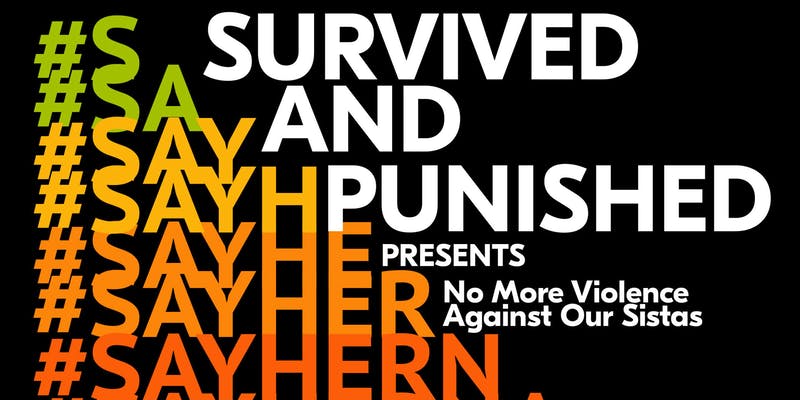 #S
#SA
#SAY
#SAYH
#SAYHE
#SAYHER
#SAYHERN
SURVIVED
AND
PUNISHED
PRESENTS
No More Violence
Against Our Sistas